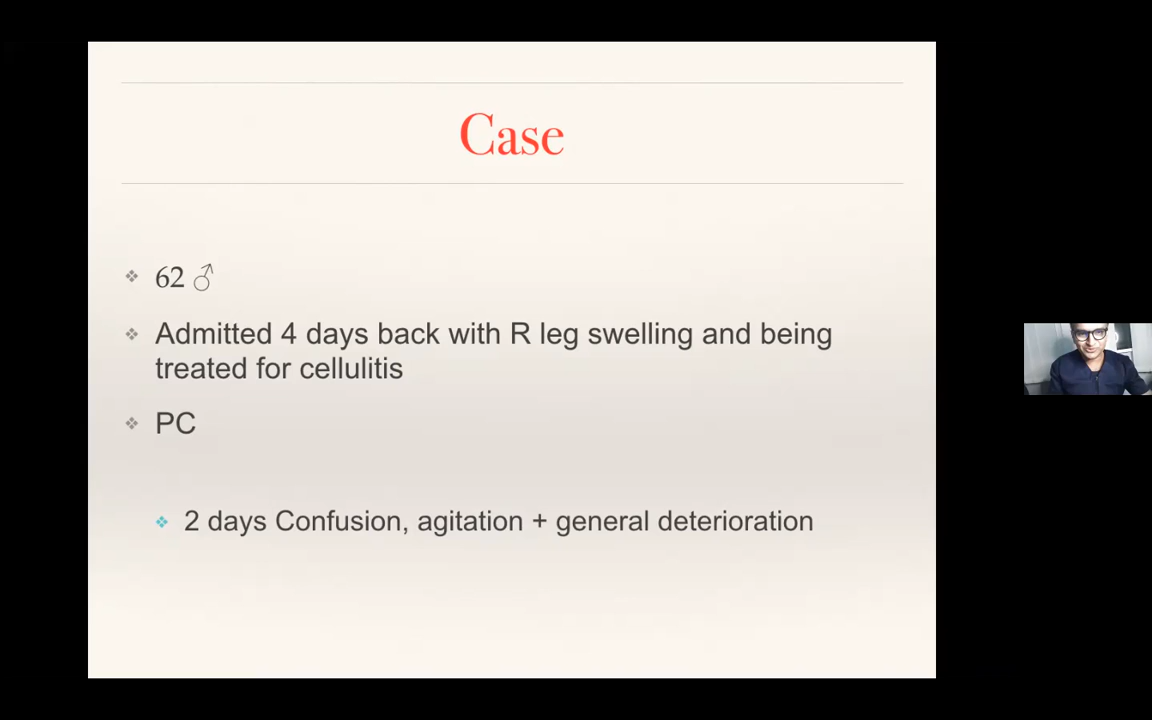 Case
62 ♂
Admitted 4 days back with R leg swelling and being
treated for cellulitis
PC
2 days Confusion, agitation + general deterioration